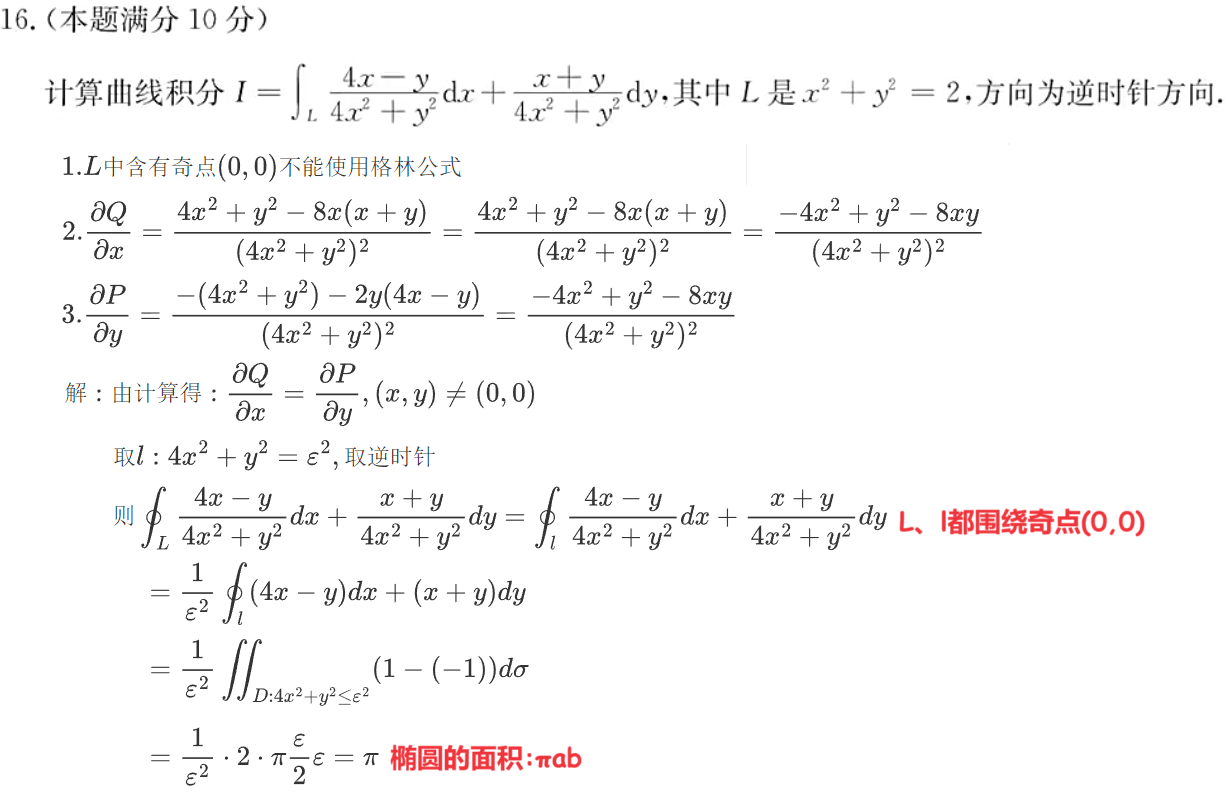 16.(本题满分 10 分)
计算曲线积分 $I=\int_L \frac{4x-y}{4x^2+y^2}\mathrm{d}x+\frac{x+y}{4x^2+y^2}\mathrm{d}y$,其中 $L$ 是 $x^2+y^2=2$,方向为逆时针方向.
1.$L$中含有奇点$(0,0)$不能使用格林公式
2.$\frac{\partial Q}{\partial x}=\frac{4x^2+y^2-8x(x+y)}{(4x^2+y^2)^2}=\frac{4x^2+y^2-8x(x+y)}{(4x^2+y^2)^2}=\frac{-4x^2+y^2-8xy}{(4x^2+y^2)^2}$
3.$\frac{\partial P}{\partial y}=\frac{-(4x^2+y^2)-2y(4x-y)}{(4x^2+y^2)^2}=\frac{-4x^2+y^2-8xy}{(4x^2+y^2)^2}$
解:由计算得:$\frac{\partial Q}{\partial x}=\frac{\partial P}{\partial y},(x,y)\neq(0,0)$
取$l:4x^2+y^2=\varepsilon^2$,取逆时针
则$\oint_L \frac{4x-y}{4x^2+y^2}dx+\frac{x+y}{4x^2+y^2}dy=\oint_l \frac{4x-y}{4x^2+y^2}dx+\frac{x+y}{4x^2+y^2}dy$ L、l都围绕奇点(0,0)
$=\frac{1}{\varepsilon^2}\oint_l(4x-y)dx+(x+y)dy$
$=\frac{1}{\varepsilon^2}\iint_{D:4x^2+y^2\leq\varepsilon^2}(1-(-1))d\sigma$
$=\frac{1}{\varepsilon^2}\cdot2\cdot\pi\frac{\varepsilon}{2}\varepsilon=\pi$ 椭圆的面积:πab